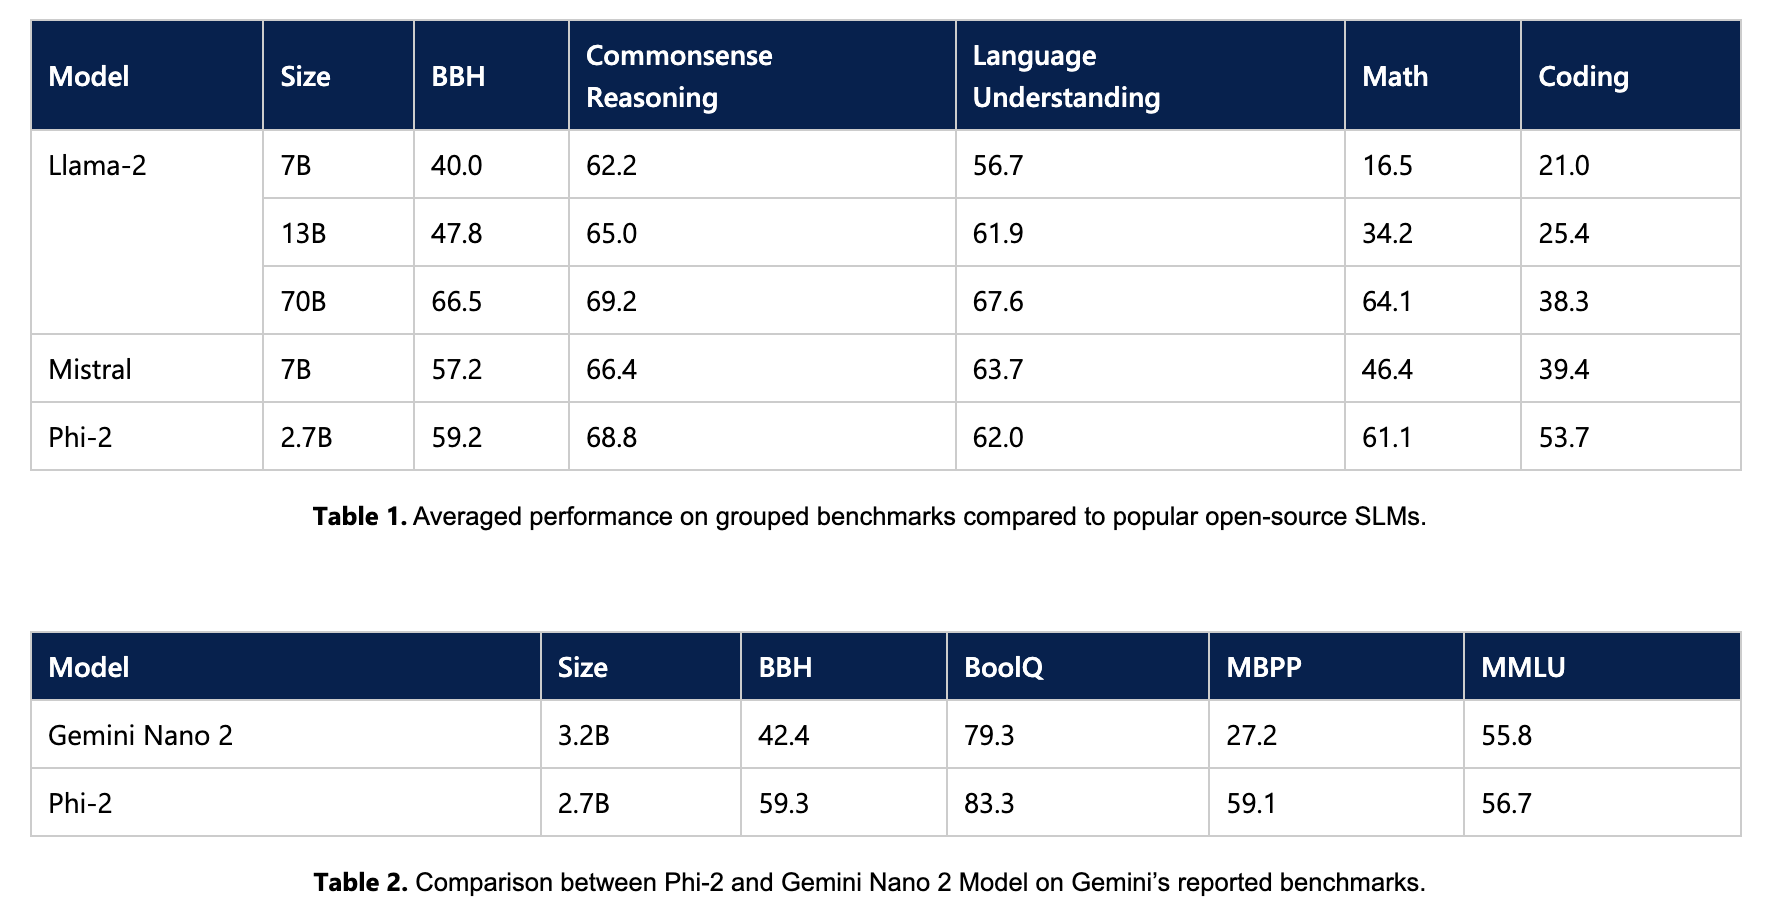 Model Size BBH Commonsense Reasoning Language Understanding Math Coding
Llama-2 7B 40.0 62.2 56.7 16.5 21.0
13B 47.8 65.0 61.9 34.2 25.4
70B 66.5 69.2 67.6 64.1 38.3
Mistral 7B 57.2 66.4 63.7 46.4 39.4
Phi-2 2.7B 59.2 68.8 62.0 61.1 53.7
Table 1. Averaged performance on grouped benchmarks compared to popular open-source SLMs.
Model Size BBH BoolQ MBPP MMLU
Gemini Nano 2 3.2B 42.4 79.3 27.2 55.8
Phi-2 2.7B 59.3 83.3 59.1 56.7
Table 2. Comparison between Phi-2 and Gemini Nano 2 Model on Gemini’s reported benchmarks.